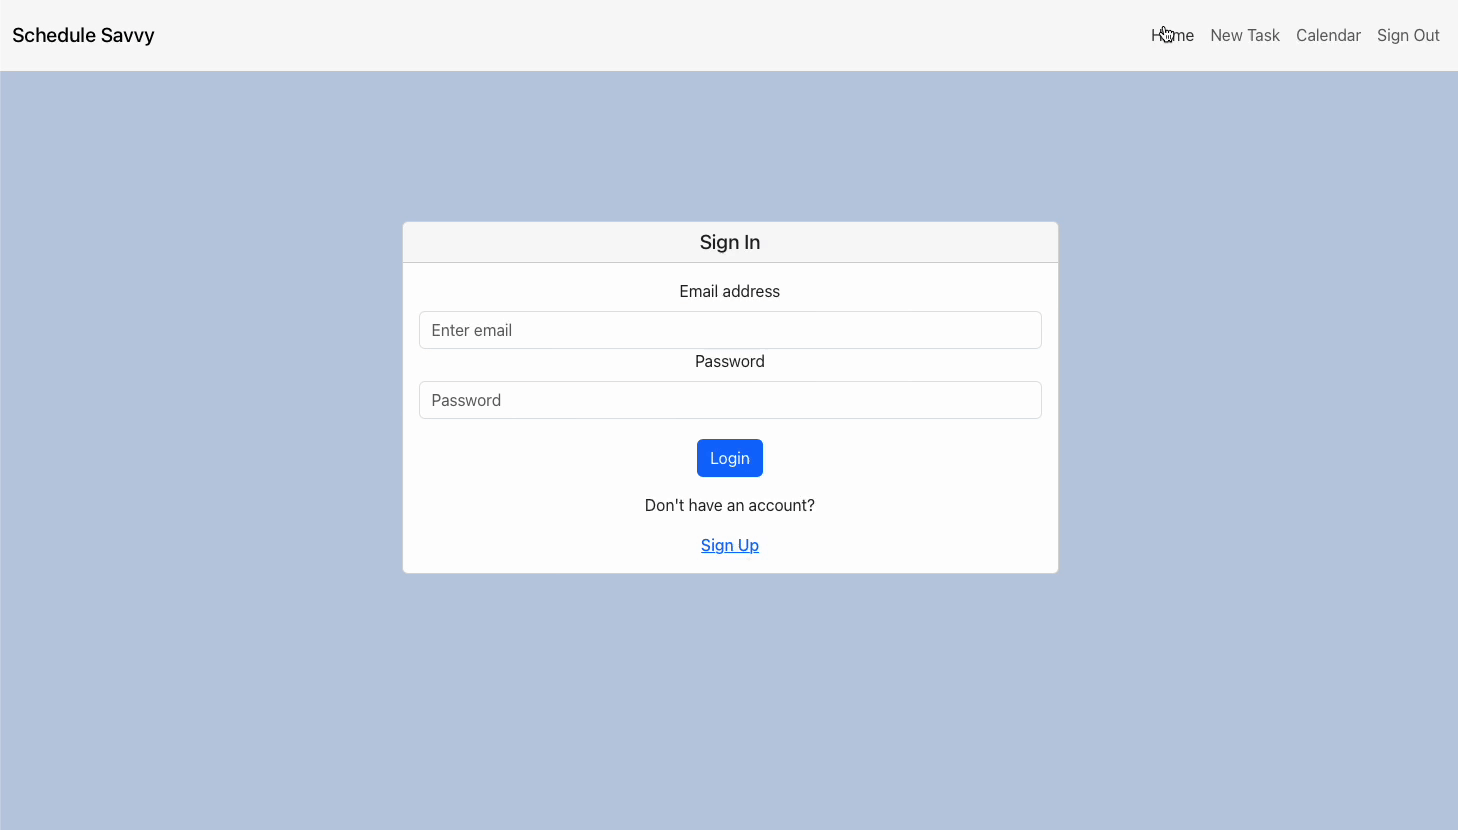 Schedule Savvy
Home New Task Calendar Sign Out
Sign In
Email address
Enter email
Password
Password
Login
Don't have an account?
Sign Up